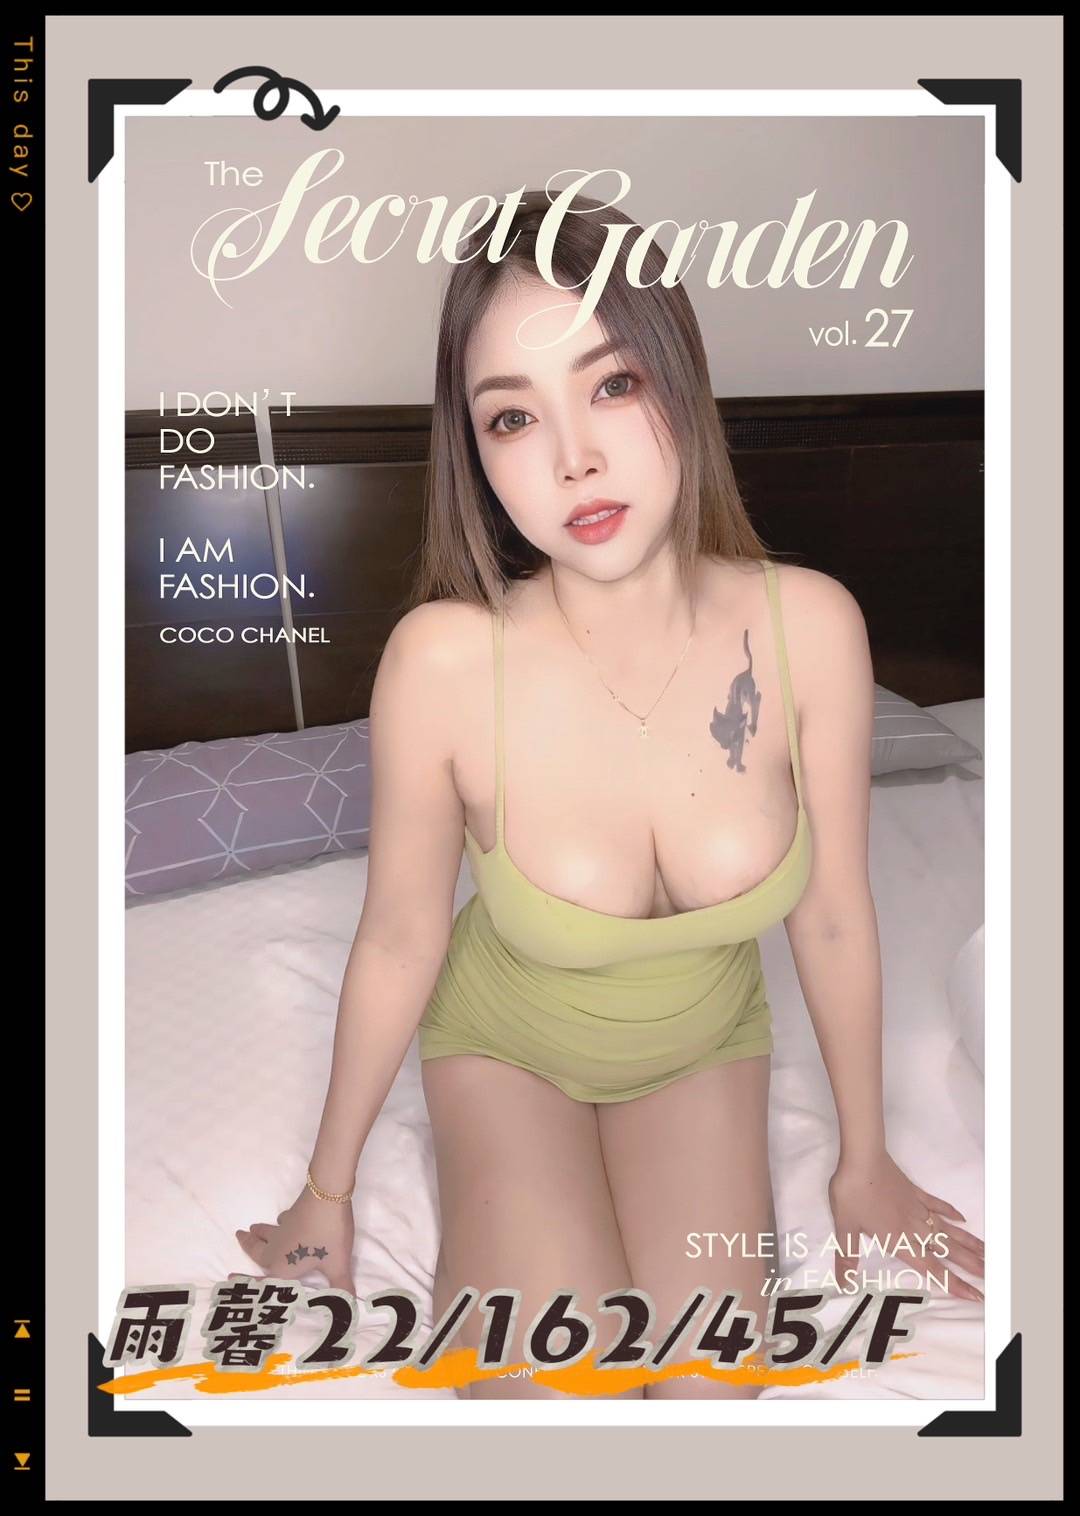 This day ♡
The Secret Garden
vol. 27
I DON’T
DO
FASHION.
I AM
FASHION.
COCO CHANEL
STYLE IS ALWAYS
in FASHION
雨馨22/162/45/F